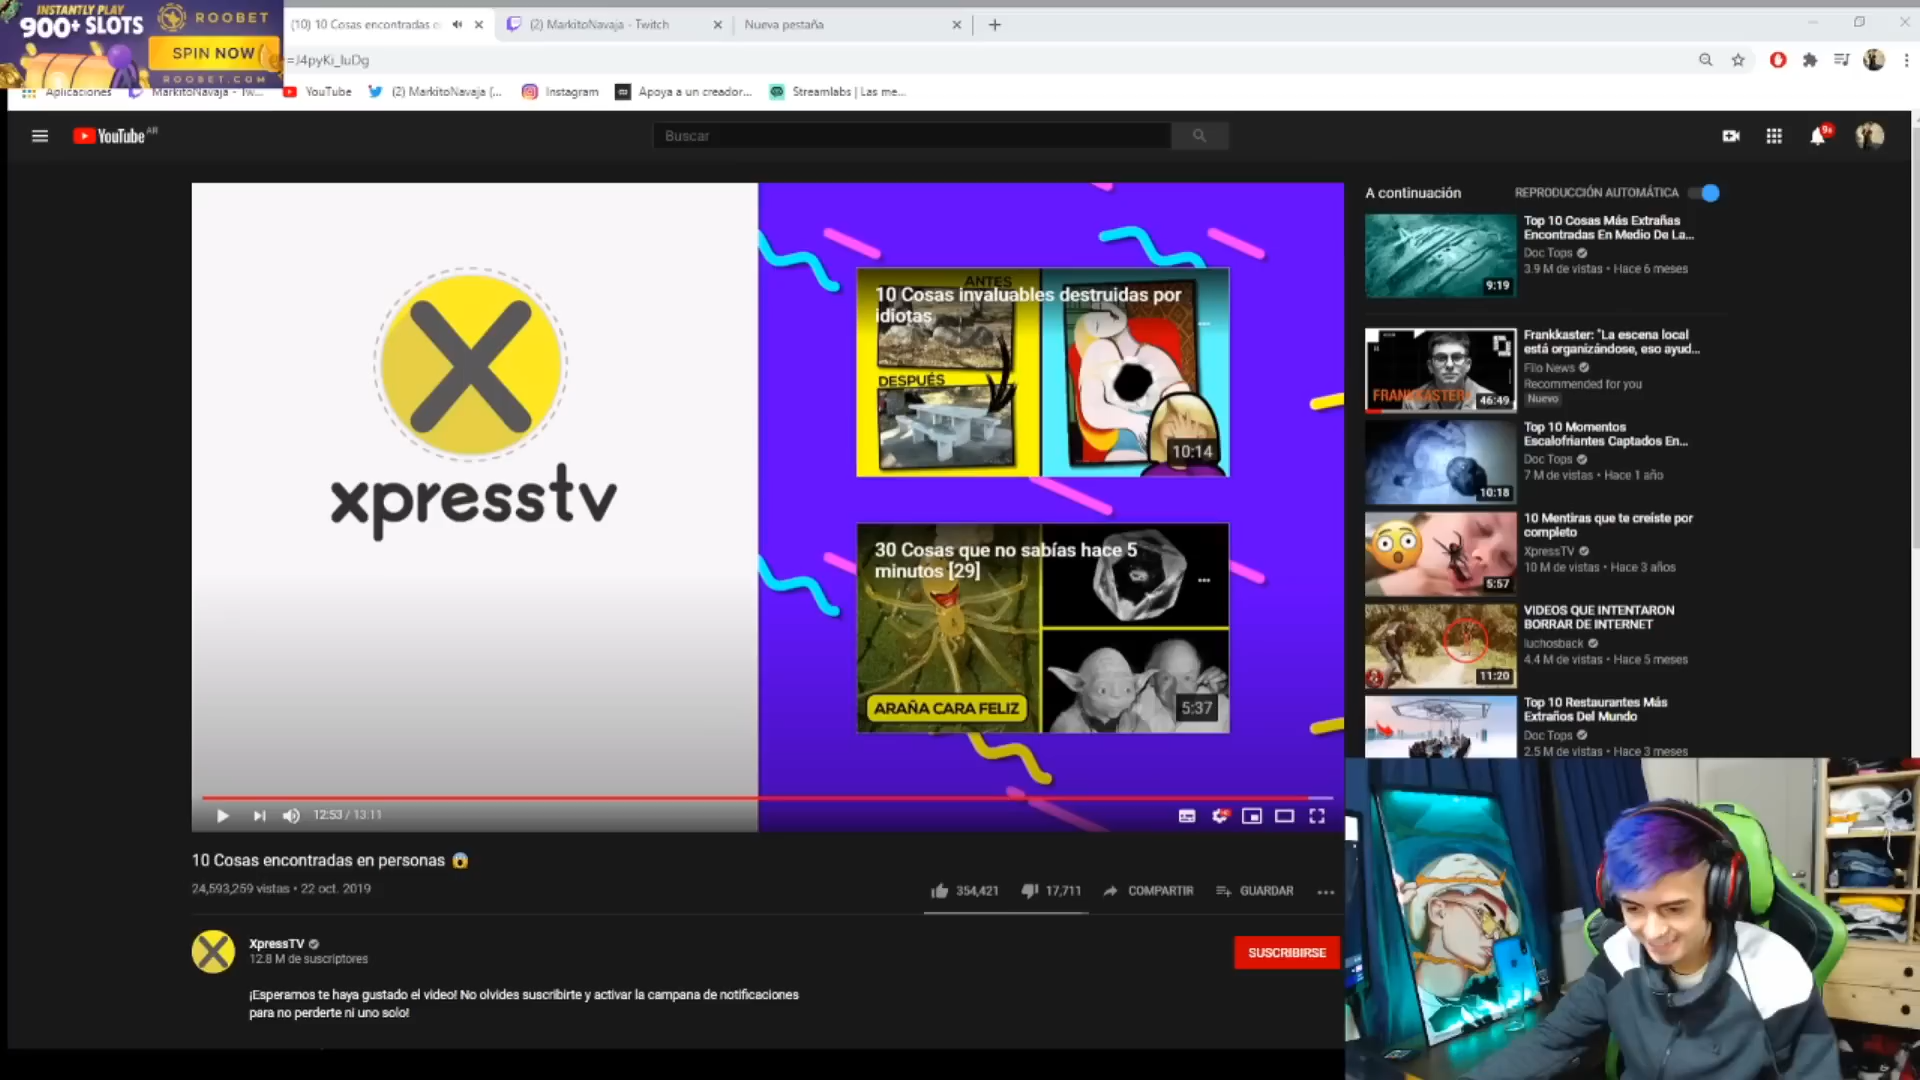 INSTANTLY PLAY
900+ SLOTS
ROOBET
SPIN NOW
ROOBET.COM
(10) 10 Cosas encontradas e
(2) MarkitoNavaja - Twitch
Nueva pestaña
=J4pyKi_luDg
Aplicaciones
MarkitoNavaja - Tw...
YouTube
(2) MarkitoNavaja (...
Instagram
Apoya a un creador...
Streamlabs | Las me...
YouTube AR
Buscar
9+
xpresstv
ANTES
10 Cosas invaluables destruidas por
idiotas
DESPUÉS
10:14
30 Cosas que no sabías hace 5
minutos [29]
ARAÑA CARA FELIZ
5:37
12:53 / 13:11
10 Cosas encontradas en personas 😱
24,593,259 vistas • 22 oct. 2019
354,421
17,711
COMPARTIR
GUARDAR
XpressTV
12.8 M de suscriptores
SUSCRIBIRSE
¡Esperamos te haya gustado el video! No olvides suscribirte y activar la campana de notificaciones
para no perderte ni uno solo!
A continuación
REPRODUCCIÓN AUTOMÁTICA
Top 10 Cosas Más Extrañas
Encontradas En Medio De La...
Doc Tops
3.9 M de vistas • Hace 6 meses
9:19
Frankkaster: "La escena local
está organizándose, eso ayud...
Filo News
Recommended for you
Nuevo
FRANKKASTER
46:49
Top 10 Momentos
Escalofriantes Captados En...
Doc Tops
7 M de vistas • Hace 1 año
10:18
10 Mentiras que te creíste por
completo
XpressTV
10 M de vistas • Hace 3 años
5:57
VIDEOS QUE INTENTARON
BORRAR DE INTERNET
luchosback
4.4 M de vistas • Hace 5 meses
11:20
Top 10 Restaurantes Más
Extraños Del Mundo
Doc Tops
2.5 M de vistas • Hace 3 meses